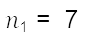 n₁ = 7